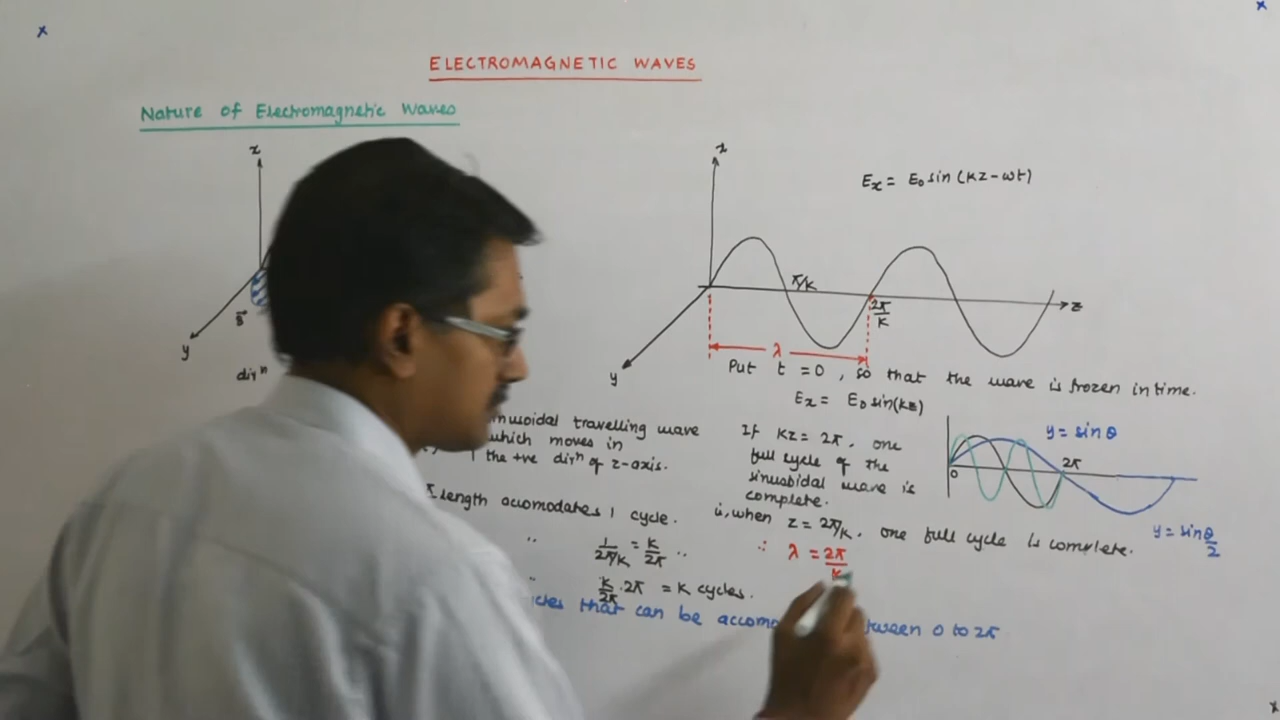 ELECTROMAGNETIC WAVES
Nature of Electromagnetic Waves
x
y
dirⁿ
x
y
z
Eₓ = E₀ sin (kz - ωt)
π/k
2π/k
λ
Put t = 0, so that the wave is frozen in time.
Eₓ = E₀ sin(kz)
travelling wave
which moves in
the +ve dirⁿ of z-axis.
If kz = 2π, one
full cycle of the
sinusoidal wave is
complete.
when z = 2π/k, one full cycle is complete.
∴ λ = 2π/k
y = sin θ
0
2π
y = sin θ/2
length accomodates 1 cycle.
" 1/2π/k = k/2π "
" k/2π . 2π = k cycles.
that can be 0 to 2π